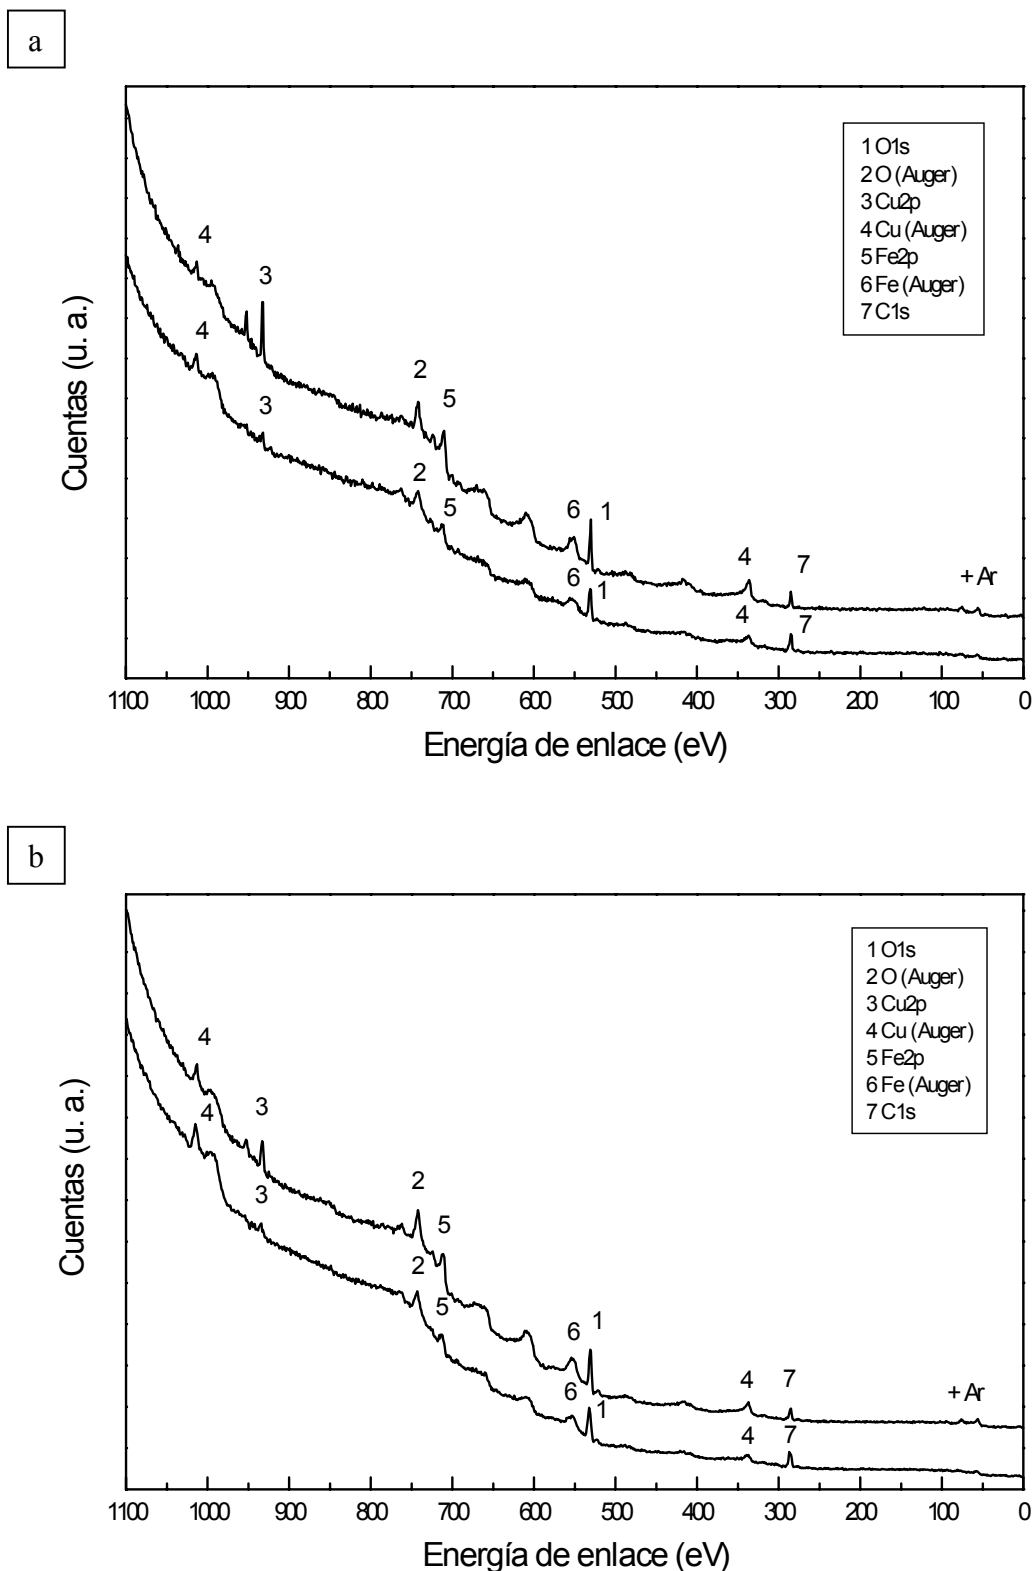 a
1 O1s
2 O (Auger)
3 Cu2p
4 Cu (Auger)
5 Fe2p
6 Fe (Auger)
7 C1s
4
3
4
3
2
5
2
5
6 1
6
1
4 7
4 7
+ Ar
Cuentas (u. a.)
1100 1000 900 800 700 600 500 400 300 200 100 0
Energía de enlace (eV)
b
1 O1s
2 O (Auger)
3 Cu2p
4 Cu (Auger)
5 Fe2p
6 Fe (Auger)
7 C1s
4
4 3
3
2
5
2
5
6 1
6
1
4 7
4 7
+ Ar
Cuentas (u. a.)
1100 1000 900 800 700 600 500 400 300 200 100 0
Energía de enlace (eV)